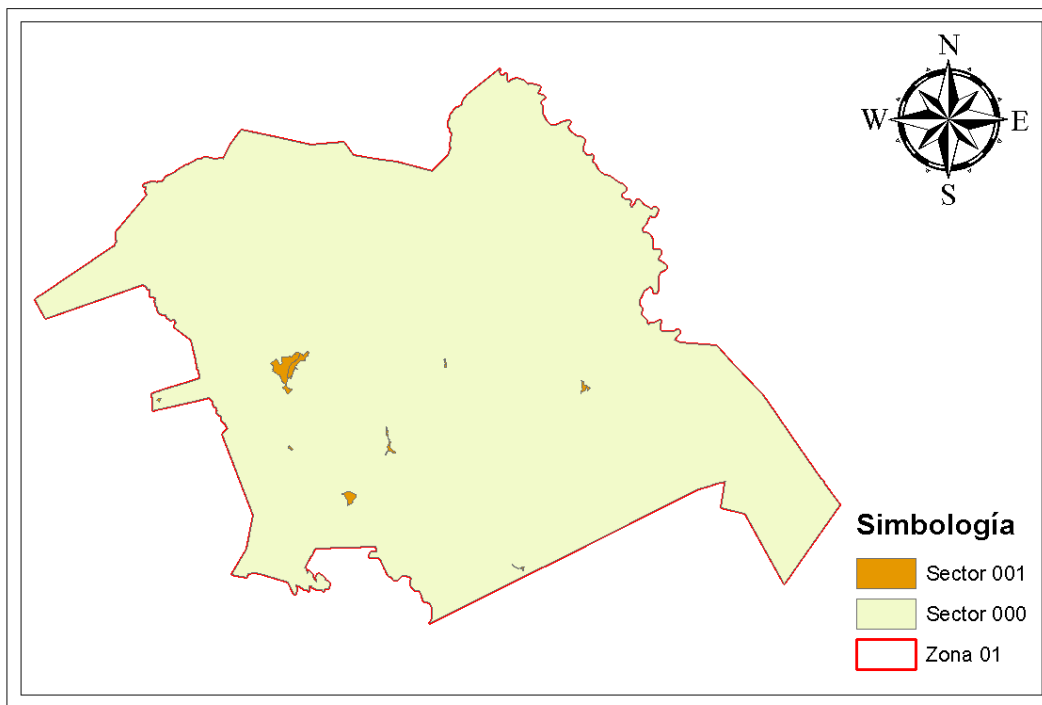 N
W E
S
Simbología
Sector 001
Sector 000
Zona 01